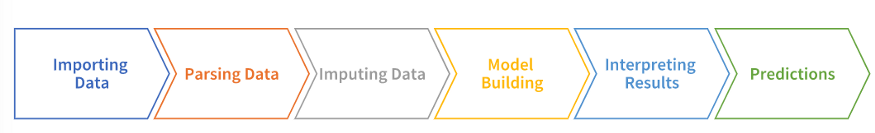 Importing
Data
Parsing Data
Imputing Data
Model
Building
Interpreting
Results
Predictions